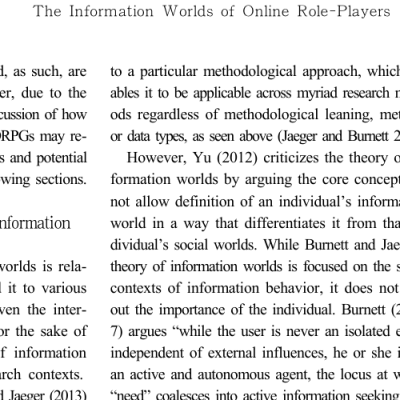 The Information Worlds of Online Role-Players
d, as such, are
er, due to the
cussion of how
ORPGs may re-
s and potential
owing sections.
nformation
worlds is rela-
l it to various
ven the inter-
or the sake of
f information
arch contexts.
d Jaeger (2013)
to a particular methodological approach, which
ables it to be applicable across myriad research m
ods regardless of methodological leaning, met
or data types, as seen above (Jaeger and Burnett 2
However, Yu (2012) criticizes the theory o
formation worlds by arguing the core concept
not allow definition of an individual’s informa
world in a way that differentiates it from tha
dividual’s social worlds. While Burnett and Jae
theory of information worlds is focused on the s
contexts of information behavior, it does not
out the importance of the individual. Burnett (2
7) argues “while the user is never an isolated e
independent of external influences, he or she i
an active and autonomous agent, the locus at w
“need” coalesces into active information seeking